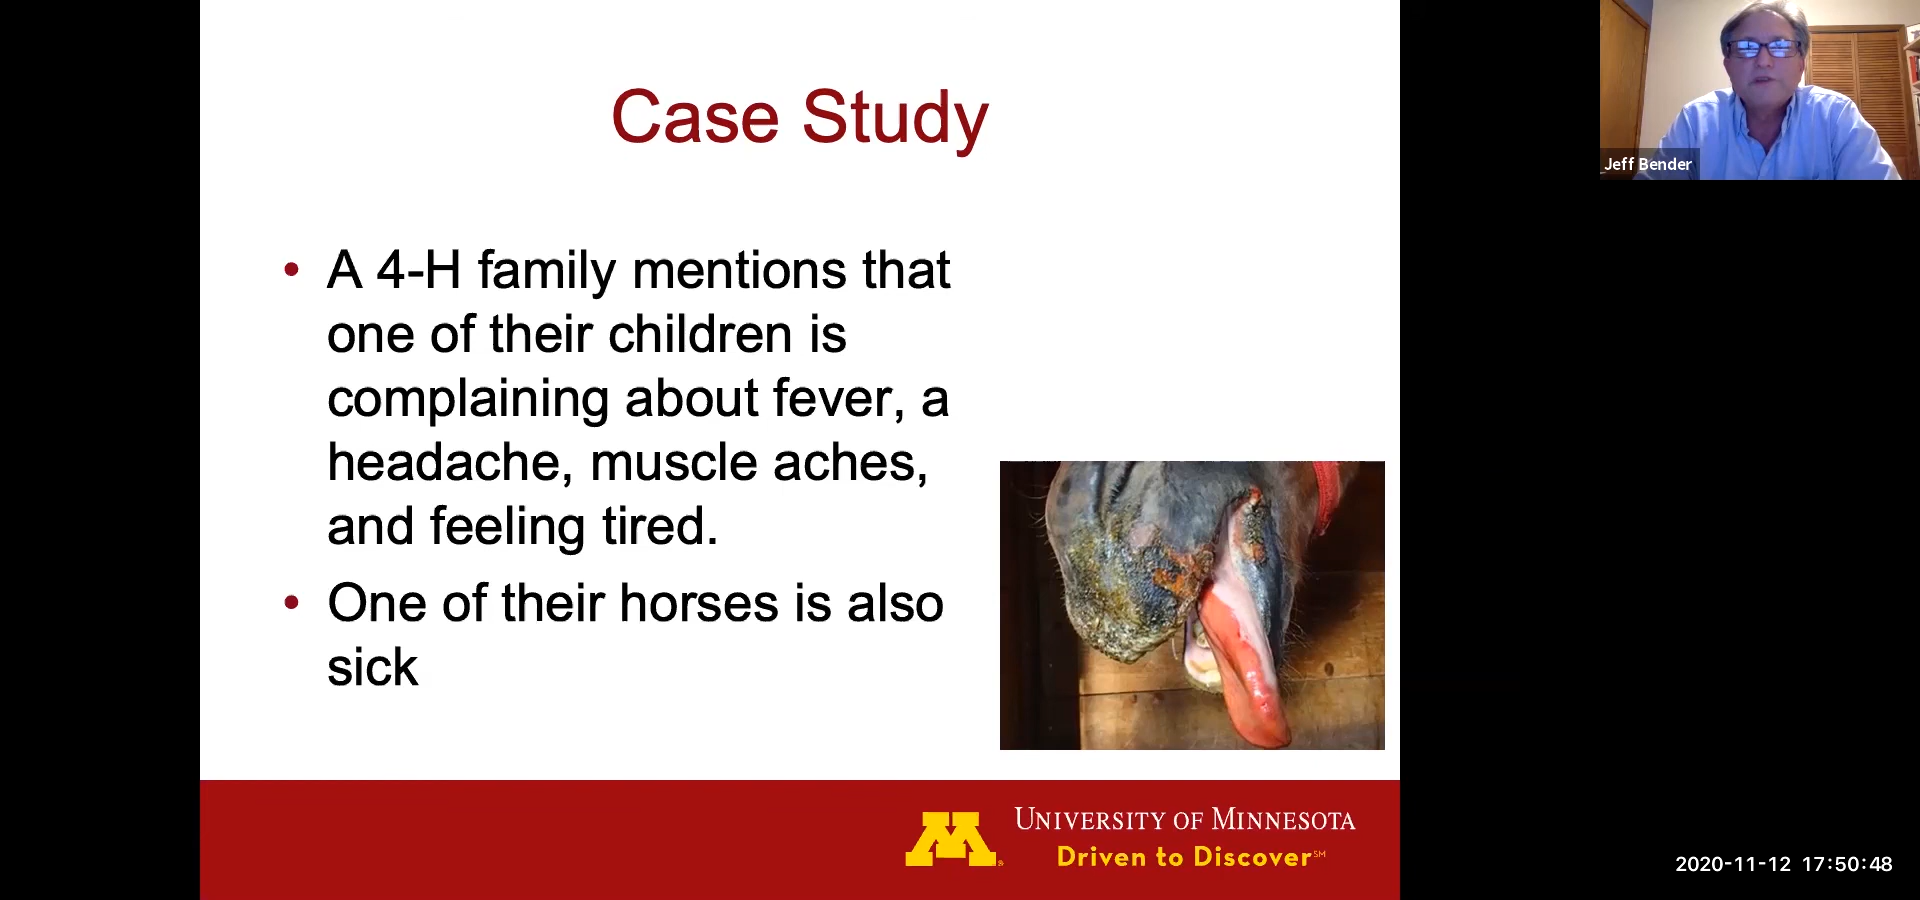 Case Study
• A 4-H family mentions that
one of their children is
complaining about fever, a
headache, muscle aches,
and feeling tired.
• One of their horses is also
sick
Jeff Bender
M
UNIVERSITY OF MINNESOTA
Driven to Discover℠
2020-11-12 17:50:48